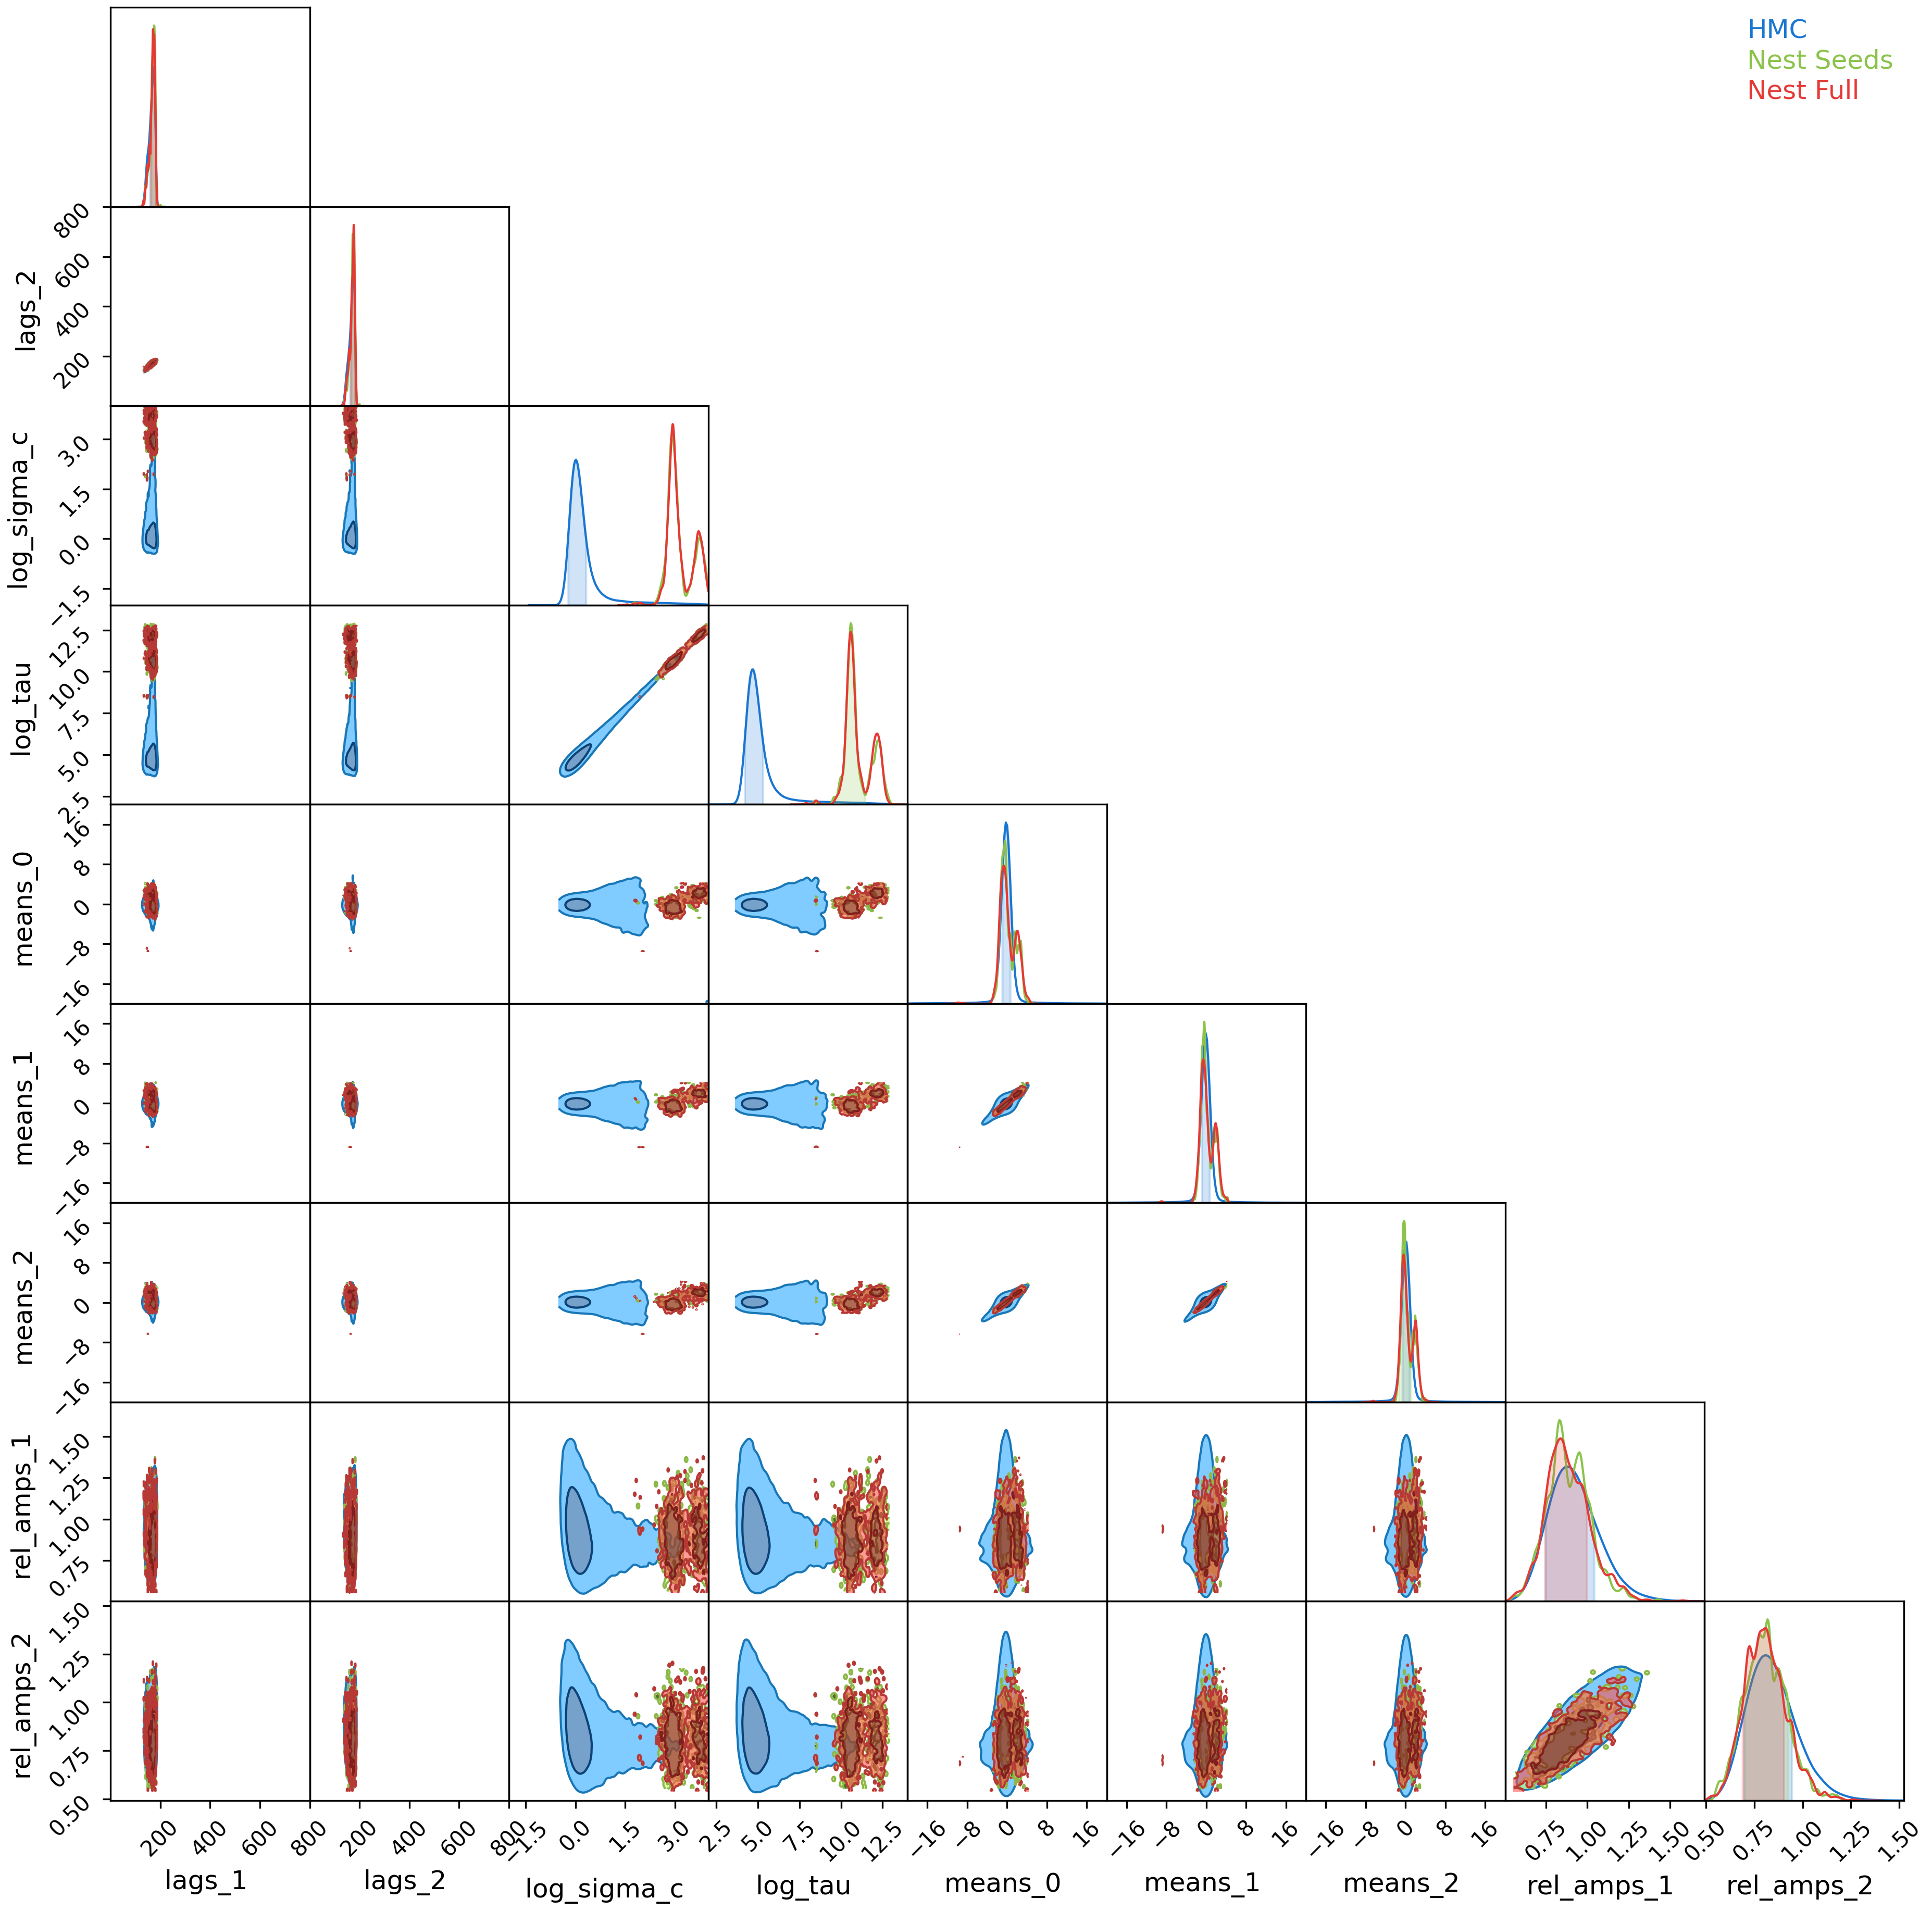 HMC
Nest Seeds
Nest Full
lags_2
800
600
400
200
log_sigma_c
3.0
1.5
0.0
−1.5
log_tau
12.5
10.0
7.5
5.0
2.5
means_0
16
8
0
−8
−16
means_1
16
8
0
−8
−16
means_2
16
8
0
−8
−16
rel_amps_1
1.50
1.25
1.00
0.75
rel_amps_2
1.50
1.25
1.00
0.75
0.50
200 400 600 800
200 400 600 800
−1.5 0.0 1.5 3.0
2.5 5.0 7.5 10.0 12.5
−16 −8 0 8 16
−16 −8 0 8 16
−16 −8 0 8 16
0.75 1.00 1.25 1.50
0.50 0.75 1.00 1.25 1.50
lags_1 lags_2 log_sigma_c log_tau means_0 means_1 means_2 rel_amps_1 rel_amps_2